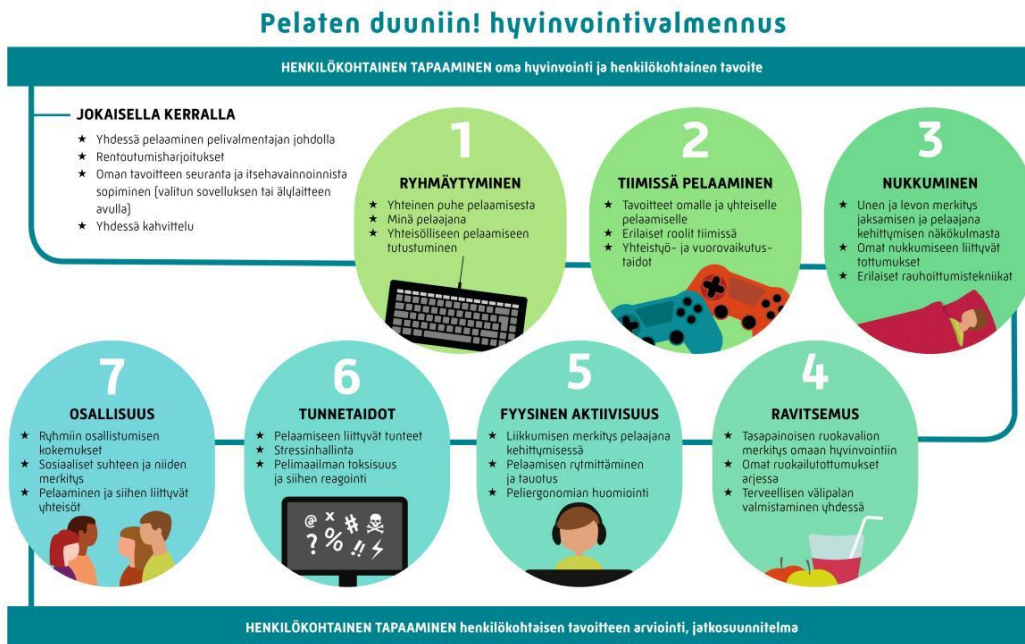 Pelaten duuniin! hyvinvointivalmennus
HENKILÖKOHTAINEN TAPAAMINEN oma hyvinvointi ja henkilökohtainen tavoite
JOKAISELLA KERRALLA
★ Yhdessä pelaaminen pelivalmentajan johdolla
★ Rentoutumisharjoitukset
★ Oman tavoitteen seuranta ja itsehavainnoinnista
sopiminen (valitun sovelluksen tai älylaitteen
avulla)
★ Yhdessä kahvittelu
1
RYHMÄYTYMINEN
★ Yhteinen puhe pelaamisesta
★ Minä pelaajana
★ Yhteisölliseen pelaamiseen
tutustuminen
2
TIIMISSÄ PELAAMINEN
★ Tavoitteet omalle ja yhteiselle
pelaamiselle
★ Erilaiset roolit tiimissä
★ Yhteistyö- ja vuorovaikutus-
taidot
3
NUKKUMINEN
★ Unen ja levon merkitys
jaksamisen ja pelaajana
kehittymisen näkökulmasta
★ Omat nukkumiseen liittyvät
tottumukset
★ Erilaiset rauhoittumistekniikat
4
RAVITSEMUS
★ Tasapainoisen ruokavalion
merkitys omaan hyvinvointiin
★ Omat ruokailutottumukset
arjessa
★ Terveellisen välipalan
valmistaminen yhdessä
5
FYYSINEN AKTIIVISUUS
★ Liikkumisen merkitys pelaajana
kehittymisessä
★ Pelaamisen rytmittäminen
ja tauotus
★ Peliergonomian huomiointi
6
TUNNETAIDOT
★ Pelaamiseen liittyvät tunteet
★ Stressinhallinta
★ Pelimaailman toksisuus
ja siihen reagointi
@ x # ☠
? % !! ⚡
7
OSALLISUUS
★ Ryhmiin osallistumisen
kokemukset
★ Sosiaaliset suhteen ja niiden
merkitys
★ Pelaaminen ja siihen liittyvät
yhteisöt
HENKILÖKOHTAINEN TAPAAMINEN henkilökohtaisen tavoitteen arviointi, jatkosuunnitelma